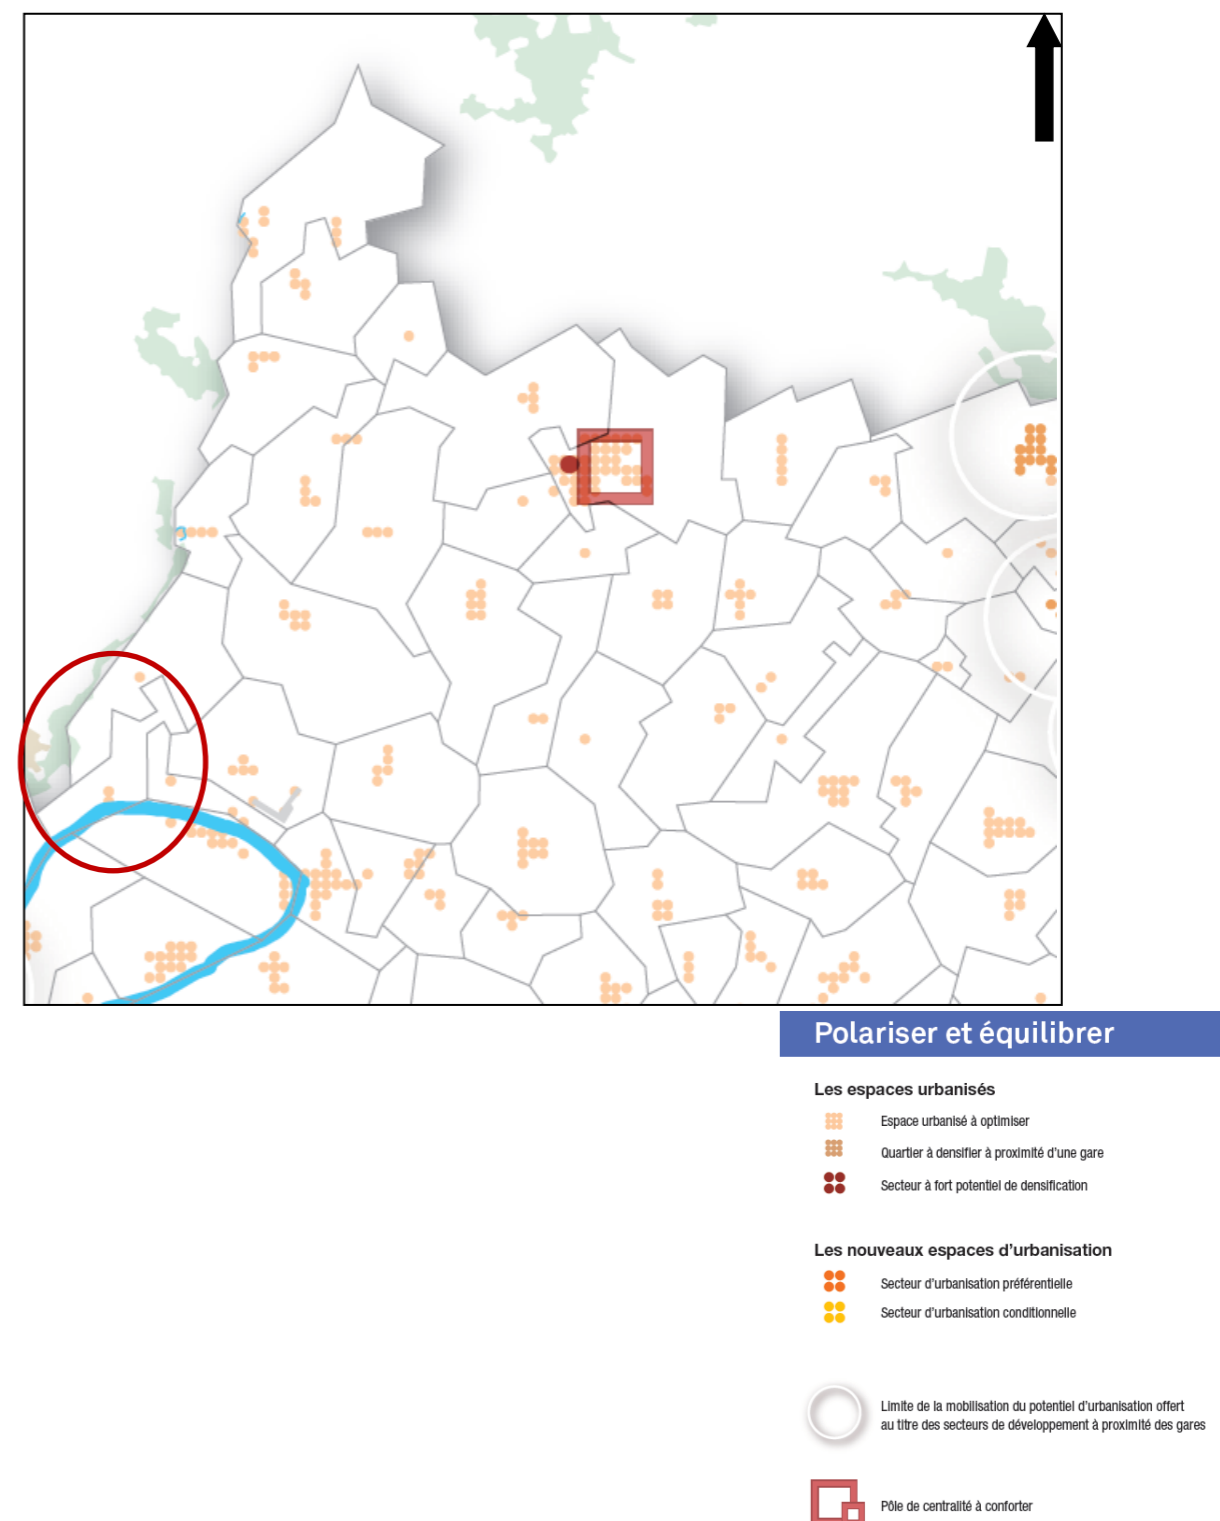 Polariser et équilibrer
Les espaces urbanisés
Espace urbanisé à optimiser
Quartier à densifier à proximité d'une gare
Secteur à fort potentiel de densification
Les nouveaux espaces d'urbanisation
Secteur d'urbanisation préférentielle
Secteur d'urbanisation conditionnelle
Limite de la mobilisation du potentiel d'urbanisation offert
au titre des secteurs de développement à proximité des gares
Pôle de centralité à conforter